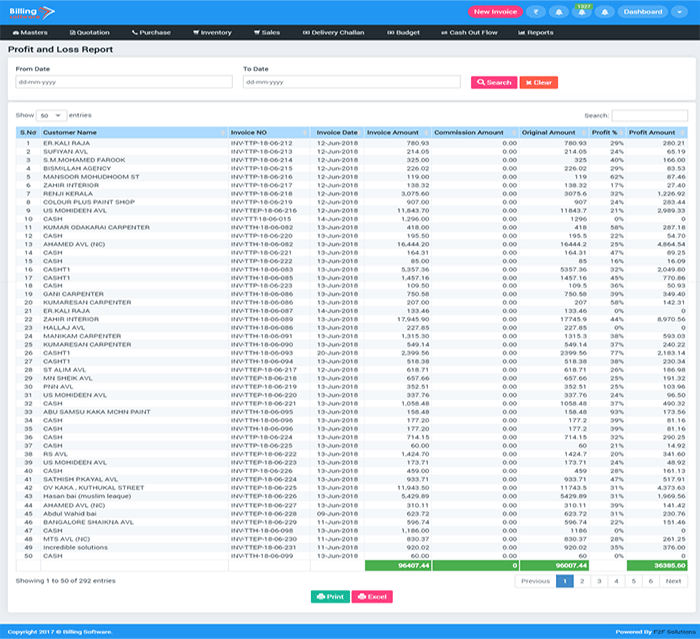 Billing
New Invoice ₹ 1327 Dashboard
Masters Quotation Purchase Inventory Sales Delivery Challan Budget Cash Out Flow Reports
Profit and Loss Report
From Date To Date
dd-mm-yyyy dd-mm-yyyy Search Clear
Show 50 entries Search:
S.No Customer Name Invoice NO Invoice Date Invoice Amount Commission Amount Original Amount Profit % Profit Amount
1 ER.KALI RAJA INV-TTP-18-06-212 12-Jun-2018 780.93 0.00 780.93 29% 280.21
2 SUFIYAN AVL INV-TTP-18-06-213 12-Jun-2018 214.05 0.00 214.05 24% 65.19
3 S.M.MOHAMED FAROOK INV-TTP-18-06-214 12-Jun-2018 325.00 0.00 325.00 40% 166.00
4 BISMILLAH AGENCY INV-TTP-18-06-215 12-Jun-2018 226.02 0.00 226.02 29% 83.53
5 MANSOOR MOHUDHOOM ST INV-TTP-18-06-216 12-Jun-2018 119.00 0.00 119 62% 87.46
6 ZAHIR INTERIOR INV-TTP-18-06-217 12-Jun-2018 138.32 0.00 138.32 17% 27.40
7 RENJI KERALA INV-TTP-18-06-218 12-Jun-2018 3,075.60 0.00 3075.6 32% 1,226.92
8 COLOUR PLUS PAINT SHOP INV-TTP-18-06-219 12-Jun-2018 907.00 0.00 907 24% 283.44
9 US MOHIDEEN AVL INV-TTEP-18-06-216 12-Jun-2018 11,843.70 0.00 11843.7 21% 2,989.33
10 CASH INV-TTT-18-06-015 14-Jun-2018 1,296.00 0.00 1296 0% 0
11 KUMAR ODAKARAI CARPENTER INV-TTH-18-06-082 13-Jun-2018 418.00 0.00 418 58% 287.18
12 CASH INV-TTP-18-06-220 13-Jun-2018 195.50 0.00 195.5 22% 54.70
13 AHAMED AVL (NC) INV-TTH-18-06-082 13-Jun-2018 16,444.20 0.00 16444.2 25% 4,864.54
14 CASH INV-TTP-18-06-221 13-Jun-2018 164.31 0.00 164.31 47% 89.25
15 CASH INV-TTP-18-06-222 13-Jun-2018 85.00 0.00 85 16% 16.09
16 CASHT1 INV-TTH-18-06-083 13-Jun-2018 5,357.36 0.00 5357.36 32% 2,049.80
17 CASHT1 INV-TTH-18-06-085 13-Jun-2018 1,457.16 0.00 1457.16 45% 770.86
18 CASH INV-TTP-18-06-223 13-Jun-2018 109.50 0.00 109.5 36% 50.93
19 GANI CARPENTER INV-TTH-18-06-086 13-Jun-2018 750.58 0.00 750.58 39% 349.40
20 KUMARESAN CARPENTER INV-TTH-18-06-086 13-Jun-2018 207.00 0.00 207 58% 142.31
21 ER.KALI RAJA INV-TTH-18-06-087 14-Jun-2018 133.46 0.00 133.46 0% 0
22 ZAHIR INTERIOR INV-TTH-18-06-089 13-Jun-2018 17,945.90 0.00 17745.9 44% 8,970.56
23 HALLAJ AVL INV-TTH-18-06-086 13-Jun-2018 227.85 0.00 227.85 0% 0
24 MANIKAM CARPENTER INV-TTH-18-06-091 13-Jun-2018 1,315.30 0.00 1315.3 38% 593.03
25 KUMARESAN CARPENTER INV-TTH-18-06-090 13-Jun-2018 549.14 0.00 549.14 37% 240.22
26 CASHT1 INV-TTH-18-06-093 20-Jun-2018 2,399.56 0.00 2399.56 77% 2,183.14
27 CASHT1 INV-TTH-18-06-094 13-Jun-2018 518.38 0.00 518.38 38% 230.34
28 ST ALIM AVL INV-TTEP-18-06-217 12-Jun-2018 618.71 0.00 618.71 26% 186.98
29 MN SHEIK AVL INV-TTEP-18-06-218 13-Jun-2018 657.66 0.00 657.66 25% 191.32
30 PNN AVL INV-TTEP-18-06-219 13-Jun-2018 352.51 0.00 352.51 25% 103.96
31 US MOHIDEEN AVL INV-TTEP-18-06-220 13-Jun-2018 337.76 0.00 337.76 24% 96.50
32 CASH INV-TTEP-18-06-221 13-Jun-2018 1,058.48 0.00 1058.48 37% 490.32
33 ABU SAMSU KAKA MOHN PAINT INV-TTH-18-06-095 13-Jun-2018 158.48 0.00 158.48 93% 173.56
34 CASH INV-TTH-18-06-096 13-Jun-2018 177.20 0.00 177.2 39% 81.16
35 CASH INV-TTH-18-06-096 13-Jun-2018 177.20 0.00 177.2 39% 81.16
36 CASH INV-TTP-18-06-224 13-Jun-2018 714.15 0.00 714.15 32% 290.25
37 CASH INV-TTP-18-06-225 13-Jun-2018 60.00 0.00 60 21% 14.92
38 RS AVL INV-TTEP-18-06-222 13-Jun-2018 1,424.70 0.00 1424.7 20% 341.60
39 US MOHIDEEN AVL INV-TTEP-18-06-223 13-Jun-2018 173.71 0.00 173.71 24% 48.92
40 CASH INV-TTP-18-06-226 13-Jun-2018 459.00 0.00 459 28% 161.13
41 SATHISH PKAYAL AVL INV-TTEP-18-06-224 13-Jun-2018 933.71 0.00 933.71 47% 517.91
42 OV KAKA , KUTHUKAL STREET INV-TTEP-18-06-225 13-Jun-2018 11,943.50 0.00 11743.5 31% 4,373.63
43 Hasan bai (muslim league) INV-TTEP-18-06-226 13-Jun-2018 5,429.89 0.00 5429.89 31% 1,969.56
44 AHAMED AVL (NC) INV-TTEP-18-06-227 13-Jun-2018 310.11 0.00 310.11 39% 141.42
45 Abdul Wahid bai INV-TTEP-18-06-228 09-Jun-2018 623.72 0.00 623.72 31% 230.76
46 BANGALORE SHAIKNA AVL INV-TTEP-18-06-229 13-Jun-2018 596.74 0.00 596.74 22% 151.46
47 CASH INV-TTH-18-06-098 13-Jun-2018 1,186.00 0.00 1186 0% 0
48 MTS AVL (NC) INV-TTEP-18-06-230 11-Jun-2018 830.37 0.00 830.37 28% 261.25
49 Incredible solutions INV-TTEP-18-06-231 11-Jun-2018 920.02 0.00 920.02 35% 376.00
50 CASH INV-TTH-18-06-099 13-Jun-2018 60.00 0.00 60 0% 0
96407.44 0 96007.44 36385.60
Showing 1 to 50 of 292 entries Previous 1 2 3 4 5 6 Next
Print Excel
Copyright 2017 © Billing Software. Powered By F2F Solutions